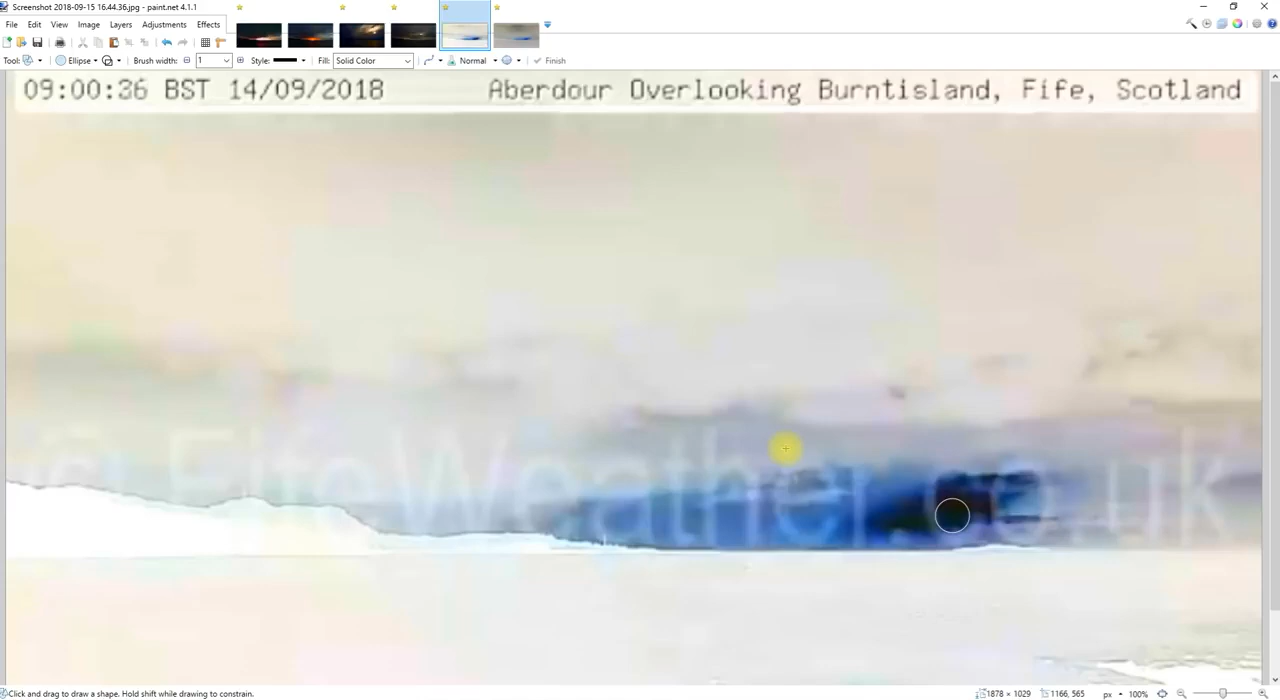 Screenshot 2018-09-15 16.44.36.jpg - paint.net 4.1.1
File Edit View Image Layers Adjustments Effects
Tool: Ellipse Brush width: 1 Style: Fill: Solid Color Normal Finish
09:00:36 BST 14/09/2018 Aberdour Overlooking Burntisland, Fife, Scotland
FifeWeather.co.uk
Click and drag to draw a shape. Hold shift while drawing to constrain. 1878 × 1029 1166, 565 px 100%